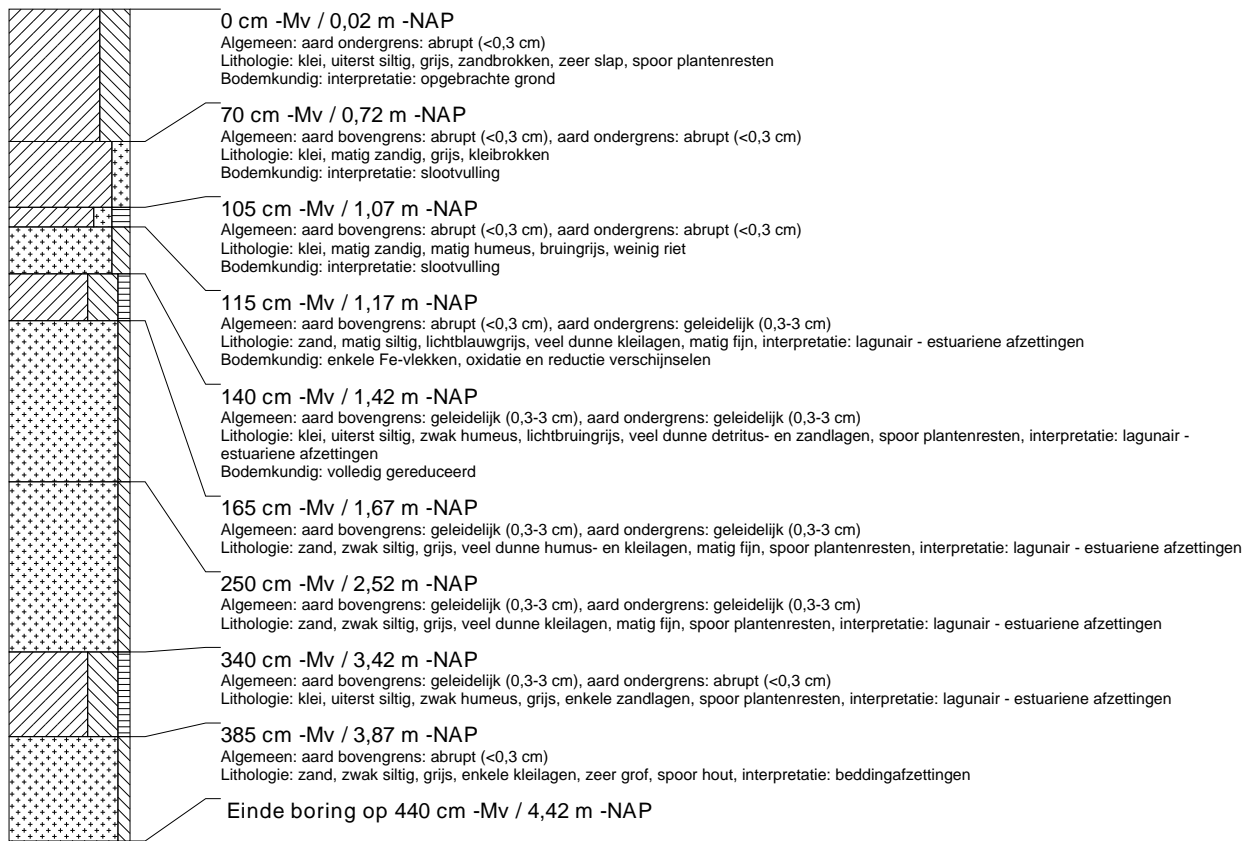 0 cm -Mv / 0,02 m -NAP
Algemeen: aard ondergrens: abrupt (<0,3 cm)
Lithologie: klei, uiterst siltig, grijs, zandbrokken, zeer slap, spoor plantenresten
Bodemkundig: interpretatie: opgebrachte grond
70 cm -Mv / 0,72 m -NAP
Algemeen: aard bovengrens: abrupt (<0,3 cm), aard ondergrens: abrupt (<0,3 cm)
Lithologie: klei, matig zandig, grijs, kleibrokken
Bodemkundig: interpretatie: slootvulling
105 cm -Mv / 1,07 m -NAP
Algemeen: aard bovengrens: abrupt (<0,3 cm), aard ondergrens: abrupt (<0,3 cm)
Lithologie: klei, matig zandig, matig humeus, bruingrijs, weinig riet
Bodemkundig: interpretatie: slootvulling
115 cm -Mv / 1,17 m -NAP
Algemeen: aard bovengrens: abrupt (<0,3 cm), aard ondergrens: geleidelijk (0,3-3 cm)
Lithologie: zand, matig siltig, lichtblauwgrijs, veel dunne kleilagen, matig fijn, interpretatie: lagunair - estuariene afzettingen
Bodemkundig: enkele Fe-vlekken, oxidatie en reductie verschijnselen
140 cm -Mv / 1,42 m -NAP
Algemeen: aard bovengrens: geleidelijk (0,3-3 cm), aard ondergrens: geleidelijk (0,3-3 cm)
Lithologie: klei, uiterst siltig, zwak humeus, lichtbruingrijs, veel dunne detritus- en zandlagen, spoor plantenresten, interpretatie: lagunair -
estuariene afzettingen
Bodemkundig: volledig gereduceerd
165 cm -Mv / 1,67 m -NAP
Algemeen: aard bovengrens: geleidelijk (0,3-3 cm), aard ondergrens: geleidelijk (0,3-3 cm)
Lithologie: zand, zwak siltig, grijs, veel dunne humus- en kleilagen, matig fijn, spoor plantenresten, interpretatie: lagunair - estuariene afzettingen
250 cm -Mv / 2,52 m -NAP
Algemeen: aard bovengrens: geleidelijk (0,3-3 cm), aard ondergrens: geleidelijk (0,3-3 cm)
Lithologie: zand, zwak siltig, grijs, veel dunne kleilagen, matig fijn, spoor plantenresten, interpretatie: lagunair - estuariene afzettingen
340 cm -Mv / 3,42 m -NAP
Algemeen: aard bovengrens: geleidelijk (0,3-3 cm), aard ondergrens: abrupt (<0,3 cm)
Lithologie: klei, uiterst siltig, zwak humeus, grijs, enkele zandlagen, spoor plantenresten, interpretatie: lagunair - estuariene afzettingen
385 cm -Mv / 3,87 m -NAP
Algemeen: aard bovengrens: abrupt (<0,3 cm)
Lithologie: zand, zwak siltig, grijs, enkele kleilagen, zeer grof, spoor hout, interpretatie: beddingafzettingen
Einde boring op 440 cm -Mv / 4,42 m -NAP